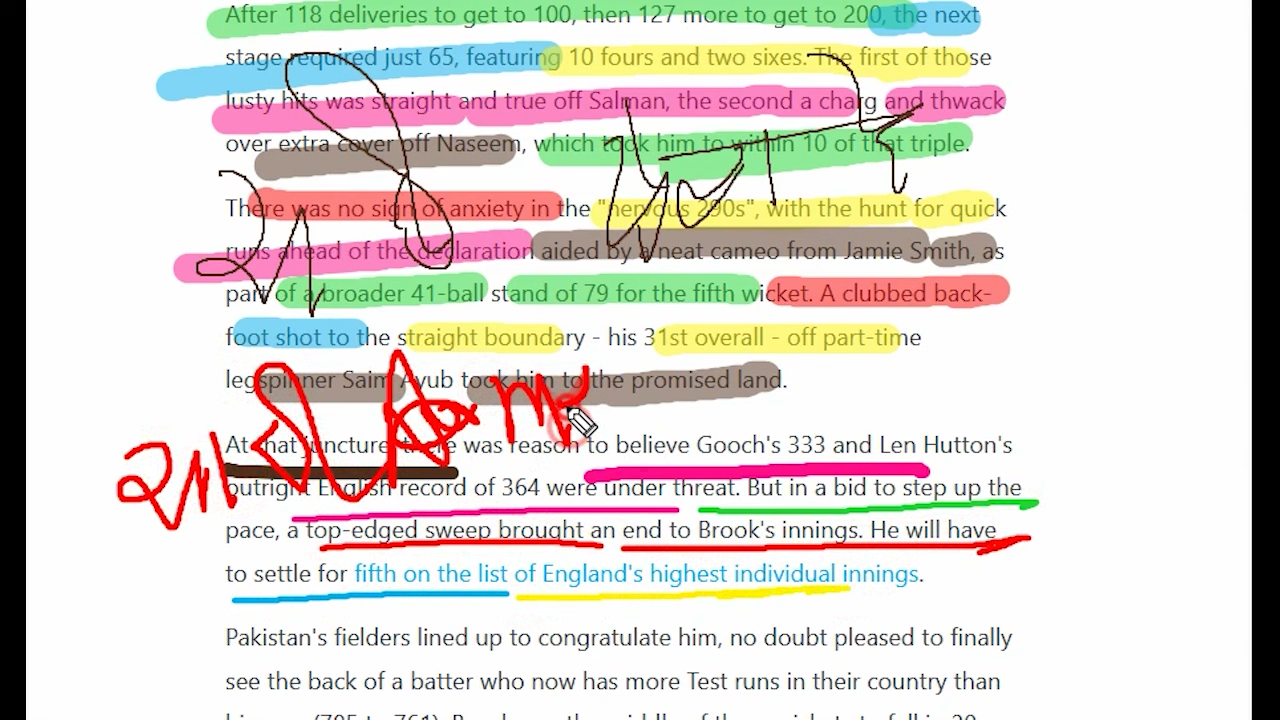 After 118 deliveries to get to 100, then 127 more to get to 200, the next
stage required just 65, featuring 10 fours and two sixes. The first of those
lusty hits was straight and true off Salman, the second a charg and thwack
over extra cover off Naseem, which took him to within 10 of that triple.
There was no sign of anxiety in the "nervous 290s", with the hunt for quick
runs ahead of the declaration aided by a neat cameo from Jamie Smith, as
part of a broader 41-ball stand of 79 for the fifth wicket. A clubbed back-
foot shot to the straight boundary - his 31st overall - off part-time
legspinner Saim Ayub took him to the promised land.
At that juncture there was reason to believe Gooch's 333 and Len Hutton's
outright English record of 364 were under threat. But in a bid to step up the
pace, a top-edged sweep brought an end to Brook's innings. He will have
to settle for fifth on the list of England's highest individual innings.
Pakistan's fielders lined up to congratulate him, no doubt pleased to finally
see the back of a batter who now has more Test runs in their country than